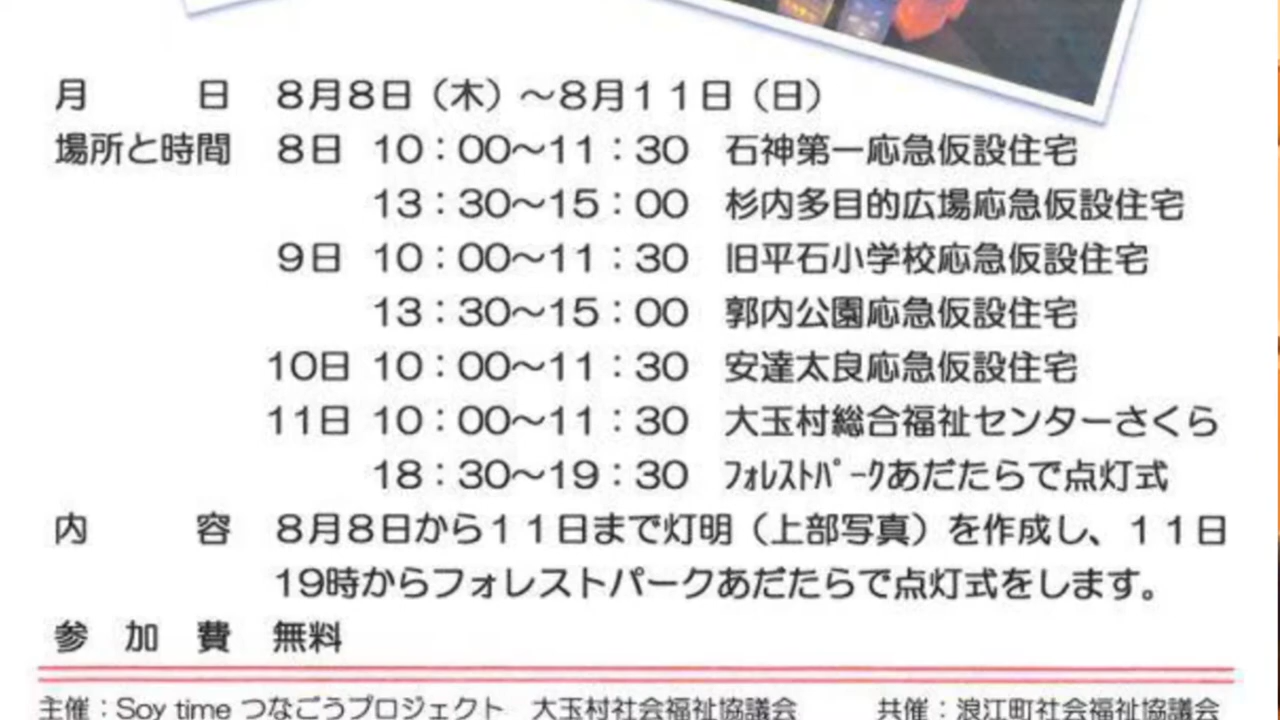 月　　　日　８月８日（木）～８月１１日（日）
場所と時間　８日　10：00～11：30　石神第一応急仮設住宅
13：30～15：00　杉内多目的広場応急仮設住宅
９日　10：00～11：30　旧平石小学校応急仮設住宅
13：30～15：00　郭内公園応急仮設住宅
10日　10：00～11：30　安達太良応急仮設住宅
11日　10：00～11：30　大玉村総合福祉センターさくら
18：30～19：30　ﾌｫﾚｽﾄﾊﾟｰｸあだたらで点灯式
内　　　容　８月８日から１１日まで灯明（上部写真）を作成し、１１日
19時からフォレストパークあだたらで点灯式をします。
参　加　費　無料
主催：Soy time つなごうプロジェクト　大玉村社会福祉協議会　　共催：浪江町社会福祉協議会